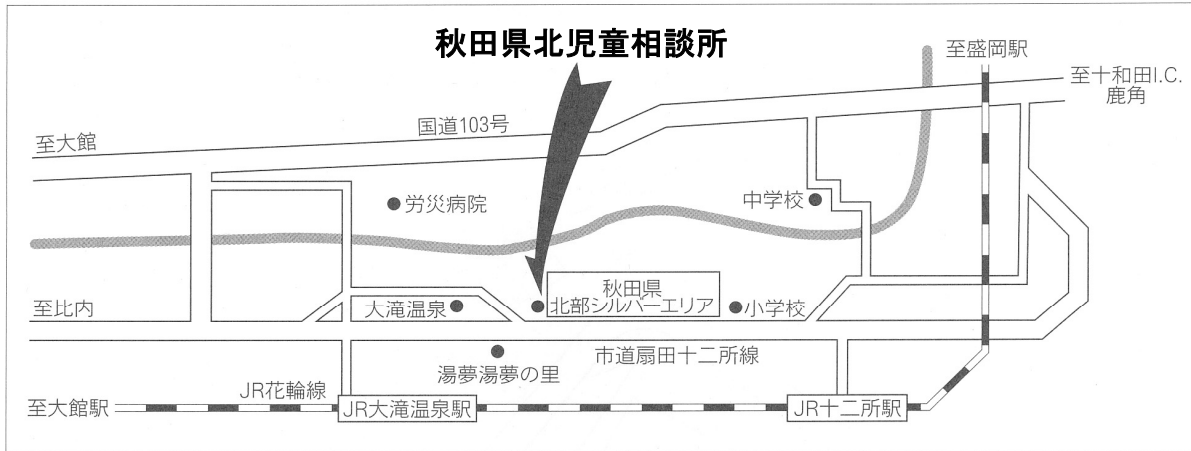 秋田県北児童相談所
至盛岡駅
至十和田I.C.
鹿角
国道103号
至大館
労災病院
中学校
秋田県
北部シルバーエリア
至比内
大滝温泉
小学校
市道扇田十二所線
湯夢湯夢の里
JR花輪線
至大館駅
JR大滝温泉駅
JR十二所駅